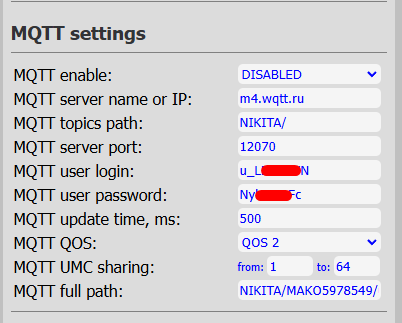 MQTT settings
MQTT enable: DISABLED
MQTT server name or IP: m4.wqtt.ru
MQTT topics path: NIKITA/
MQTT server port: 12070
MQTT user login: u_L N
MQTT user password: Ny Fc
MQTT update time, ms: 500
MQTT QOS: QOS 2
MQTT UMC sharing: from: 1 to: 64
MQTT full path: NIKITA/MAKO5978549/